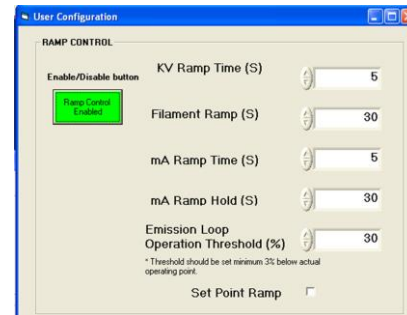 User Configuration
RAMP CONTROL
Enable/Disable button
Ramp Control
Enabled
KV Ramp Time (S)
5
Filament Ramp (S)
30
mA Ramp Time (S)
5
mA Ramp Hold (S)
30
Emission Loop
Operation Threshold (%)
30
* Threshold should be set minimum 3% below actual
operating point.
Set Point Ramp